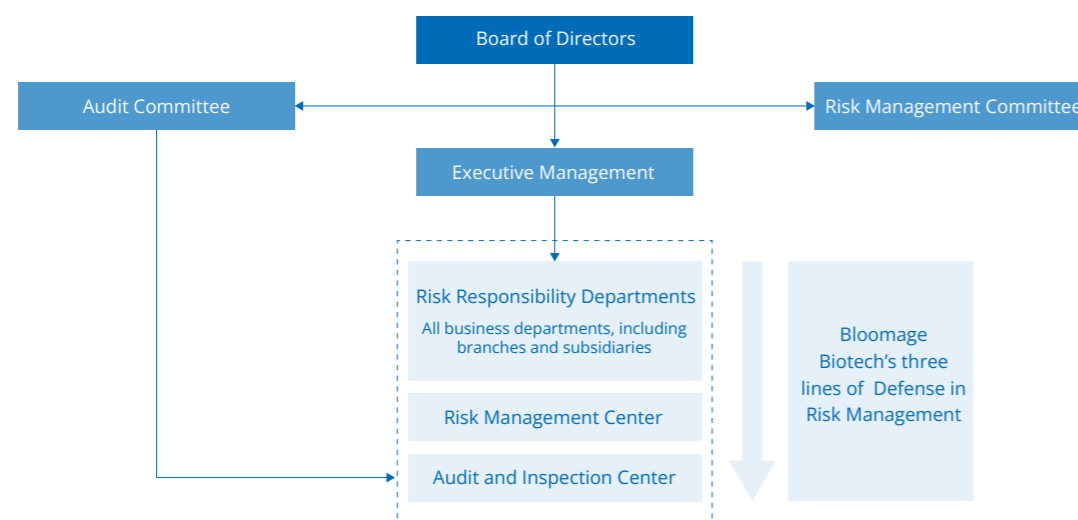 Board of Directors
Audit Committee
Risk Management Committee
Executive Management
Risk Responsibility Departments
All business departments, including
branches and subsidiaries
Risk Management Center
Audit and Inspection Center
Bloomage
Biotech’s three
lines of Defense in
Risk Management